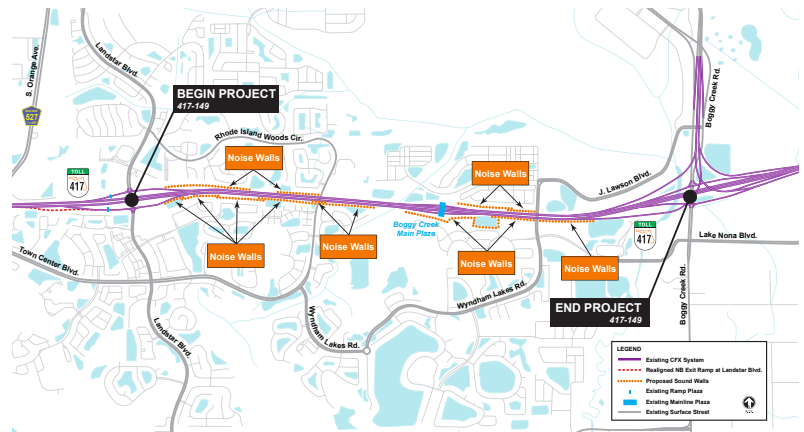 S. Orange Ave.
Landstar Blvd.
527
BEGIN PROJECT
417-149
Rhode Island Woods Cir.
Boggy Creek Rd.
Noise Walls
Noise Walls
TOLL
417
J. Lawson Blvd.
Boggy Creek
Main Plaza
Noise Walls
Noise Walls
Noise Walls
Noise Walls
TOLL
417
Lake Nona Blvd.
Town Center Blvd.
Landstar Blvd.
Wyndham Lakes Rd.
Wyndham Lakes Rd.
END PROJECT
417-149
Boggy Creek Rd.
LEGEND
Existing CFX System
Realigned NB Exit Ramp at Landstar Blvd.
Proposed Sound Walls
Existing Ramp Plaza
Existing Mainline Plaza
Existing Surface Street